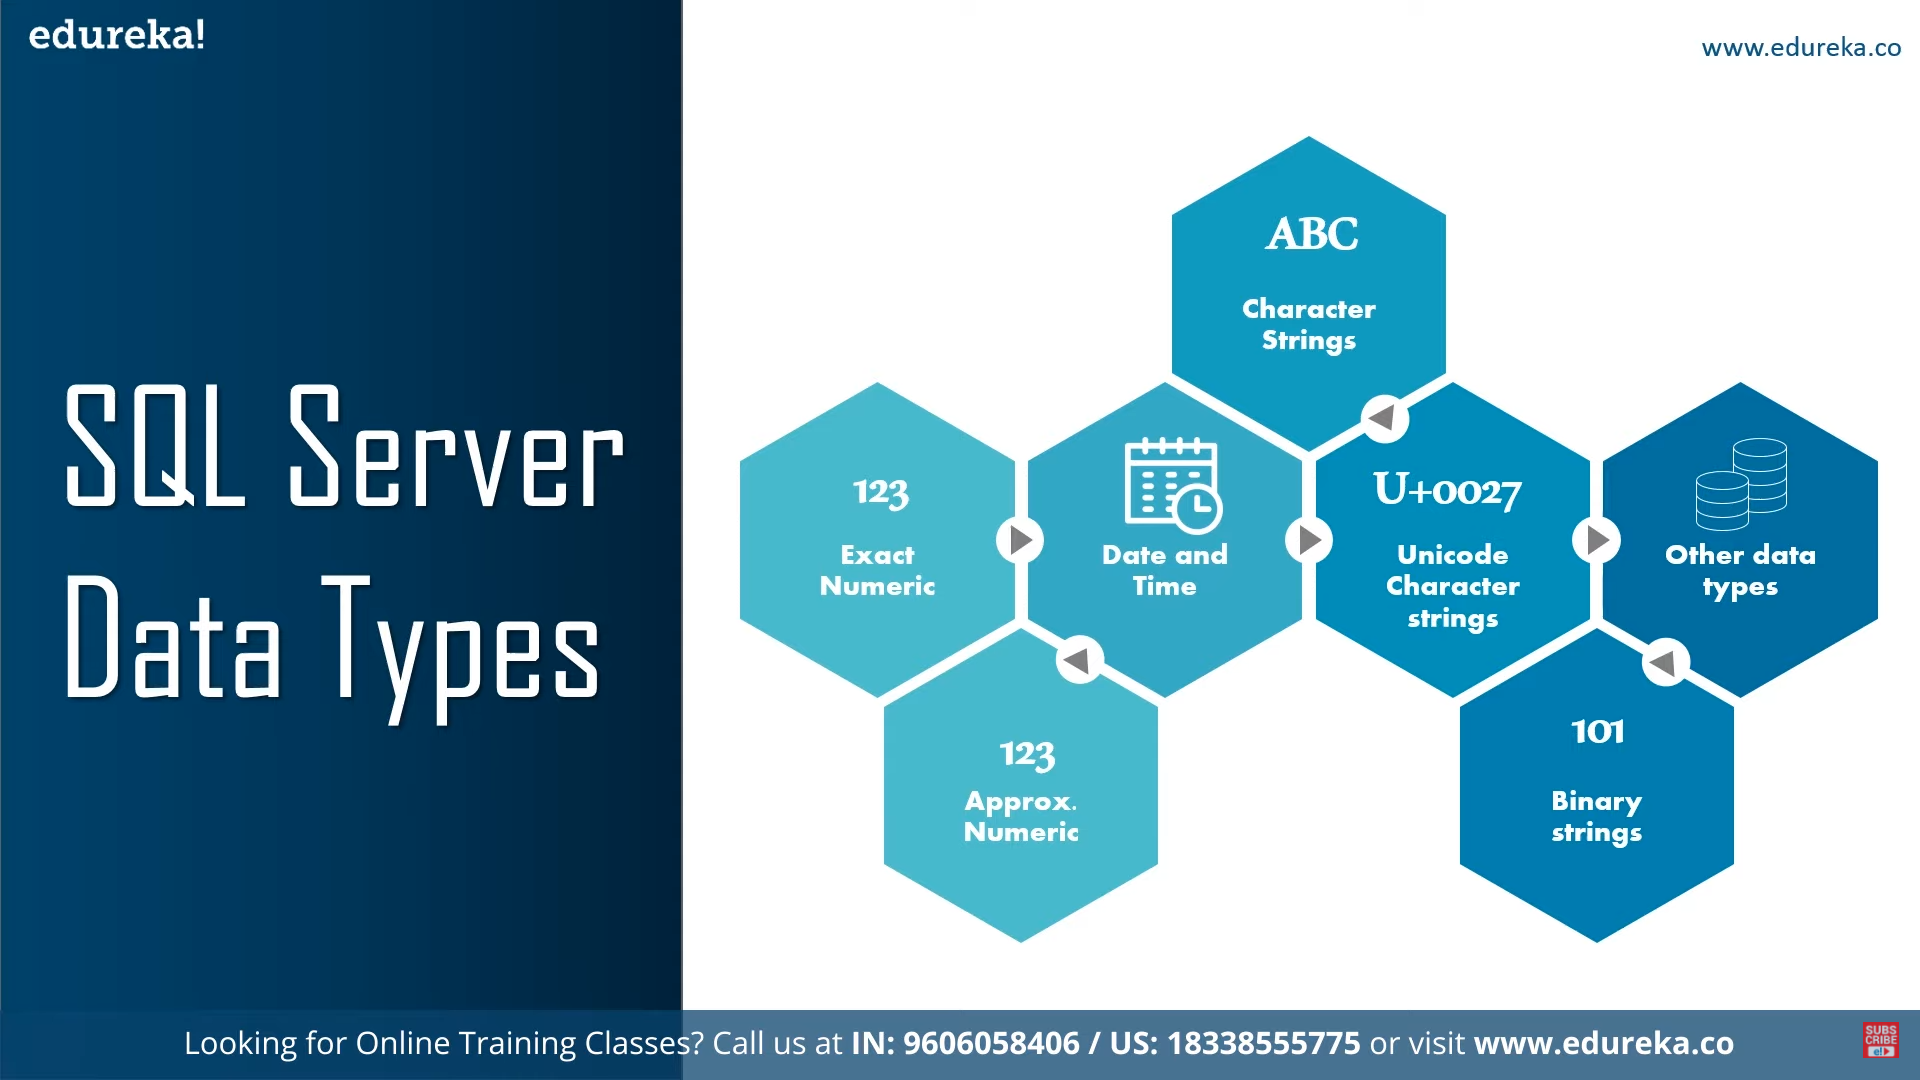 edureka!
www.edureka.co
SQL Server
Data Types
ABC
Character
Strings
123
Exact
Numeric
Date and
Time
U+0027
Unicode
Character
strings
Other data
types
123
Approx.
Numeric
101
Binary
strings
Looking for Online Training Classes? Call us at IN: 9606058406 / US: 18338555775 or visit www.edureka.co
SUBS
CRIBE
e!